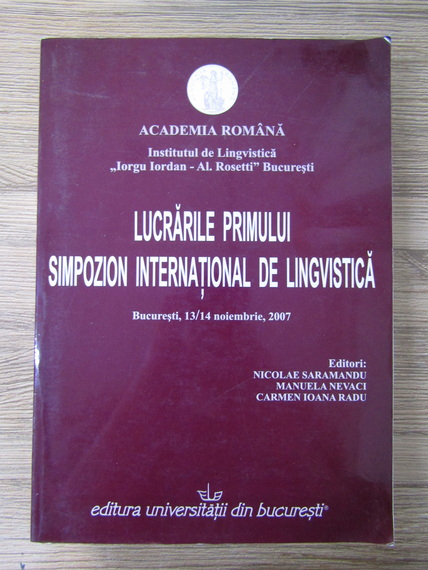 ACADEMIA ROMÂNĂ
Institutul de Lingvistică
„Iorgu Iordan - Al. Rosetti” București
LUCRĂRILE PRIMULUI
SIMPOZION INTERNAȚIONAL DE LINGVISTICĂ
București, 13/14 noiembrie, 2007
Editori:
NICOLAE SARAMANDU
MANUELA NEVACI
CARMEN IOANA RADU
editura universității din bucurești®